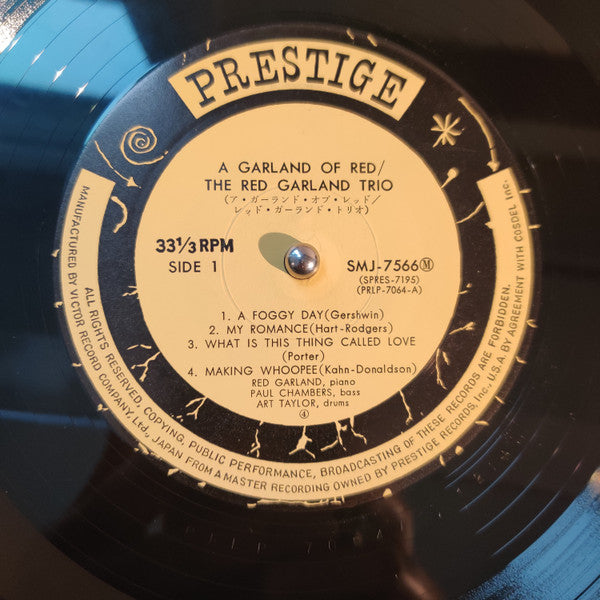 PRESTIGE
A GARLAND OF RED/
THE RED GARLAND TRIO
(ア・ガーランド・オブ・レッド/
レッド・ガーランド・トリオ)
33 1/3 RPM
SIDE 1
SMJ-7566 Ⓜ
(SPRES-7195)
(PRLP-7064-A)
1. A FOGGY DAY (Gershwin)
2. MY ROMANCE (Hart-Rodgers)
3. WHAT IS THIS THING CALLED LOVE
(Porter)
4. MAKING WHOOPEE (Kahn-Donaldson)
RED GARLAND, piano
PAUL CHAMBERS, bass
ART TAYLOR, drums
④
MANUFACTURED BY VICTOR RECORD COMPANY, Ltd., JAPAN FROM A MASTER RECORDING OWNED BY PRESTIGE RECORDS, Inc. U.S.A. BY AGREEMENT WITH COSDEL Inc.
ALL RIGHTS RESERVED. COPYING, PUBLIC PERFORMANCE, BROADCASTING OF THESE RECORDS ARE FORBIDDEN.